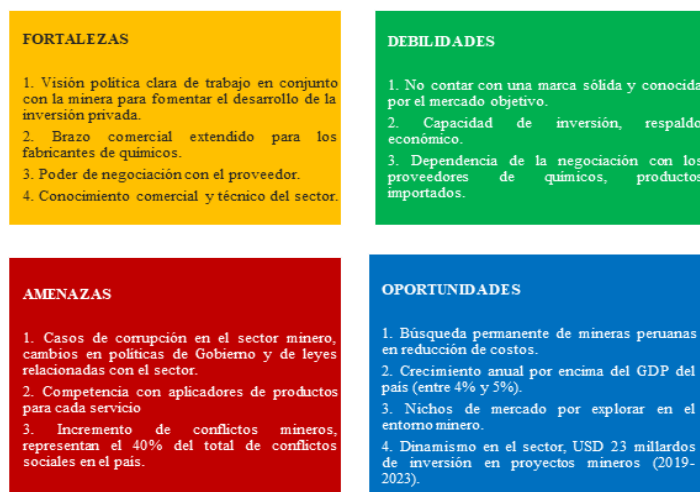 FORTALEZAS
1. Visión política clara de trabajo en conjunto
con la minera para fomentar el desarrollo de la
inversión privada.
2. Brazo comercial extendido para los
fabricantes de químicos.
3. Poder de negociación con el proveedor.
4. Conocimiento comercial y técnico del sector.
DEBILIDADES
1. No contar con una marca sólida y conocida
por el mercado objetivo.
2. Capacidad de inversión, respaldo
económico.
3. Dependencia de la negociación con los
proveedores de químicos, productos
importados.
AMENAZAS
1. Casos de corrupción en el sector minero,
cambios en políticas de Gobierno y de leyes
relacionadas con el sector.
2. Competencia con aplicadores de productos
para cada servicio
3. Incremento de conflictos mineros,
representan el 40% del total de conflictos
sociales en el país.
OPORTUNIDADES
1. Búsqueda permanente de mineras peruanas
en reducción de costos.
2. Crecimiento anual por encima del GDP del
país (entre 4% y 5%).
3. Nichos de mercado por explorar en el
entorno minero.
4. Dinamismo en el sector, USD 23 millardos
de inversión en proyectos mineros (2019-
2023).